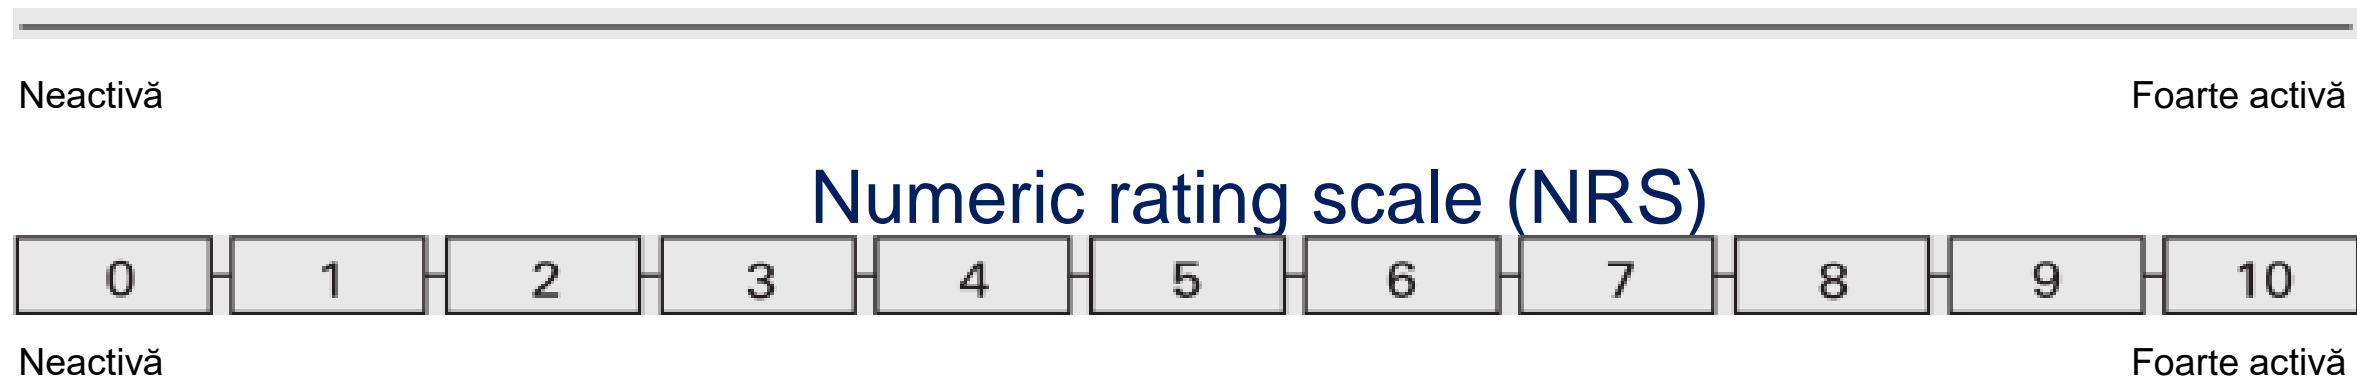 Neactivă Foarte activă
Numeric rating scale (NRS)
0 1 2 3 4 5 6 7 8 9 10
Neactivă Foarte activă